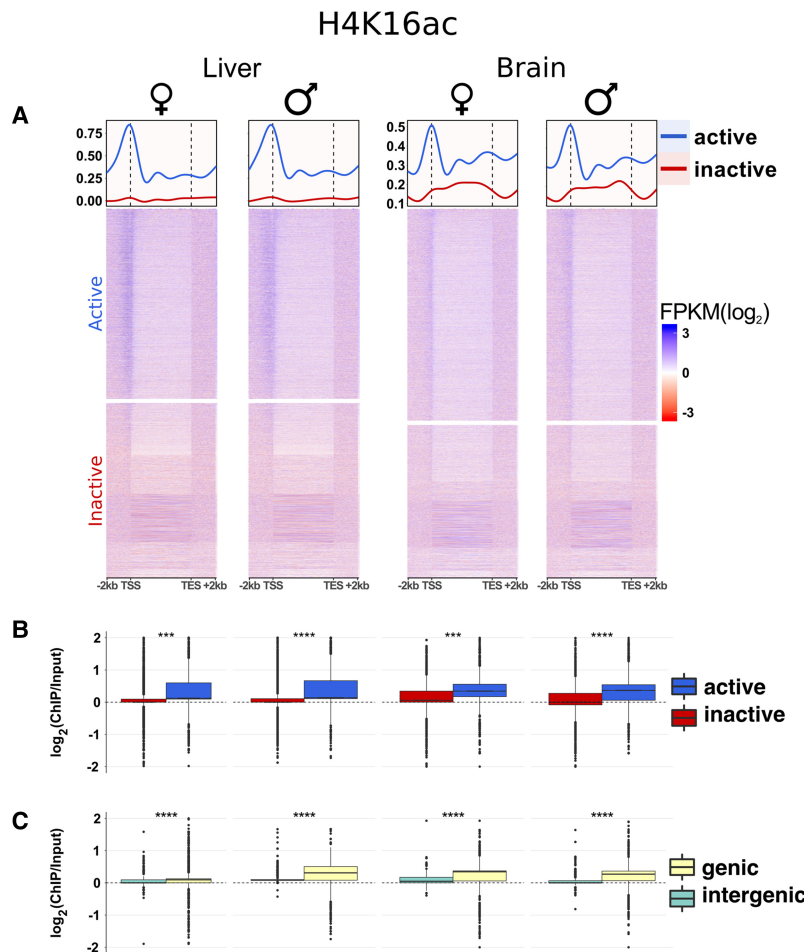 H4K16ac
Liver Brain
♀ ♂ ♀ ♂
A
0.75
0.50
0.25
0.00
0.5
0.4
0.3
0.2
0.1
active
inactive
Active
Inactive
FPKM(log2)
3
0
-3
-2kb TSS TES +2kb -2kb TSS TES +2kb -2kb TSS TES +2kb -2kb TSS TES +2kb
B
*** **** *** ****
log2(ChIP/Input)
2
1
0
-1
-2
active
inactive
C
**** **** **** ****
log2(ChIP/Input)
2
1
0
-1
-2
genic
intergenic